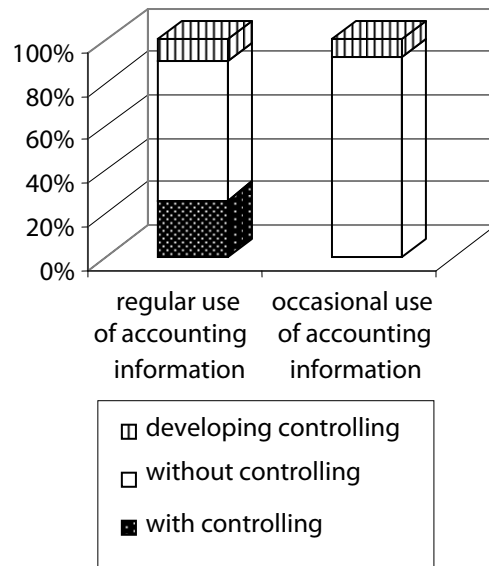 100%
80%
60%
40%
20%
0%
regular use
of accounting
information
occasional use
of accounting
information
developing controlling
without controlling
with controlling